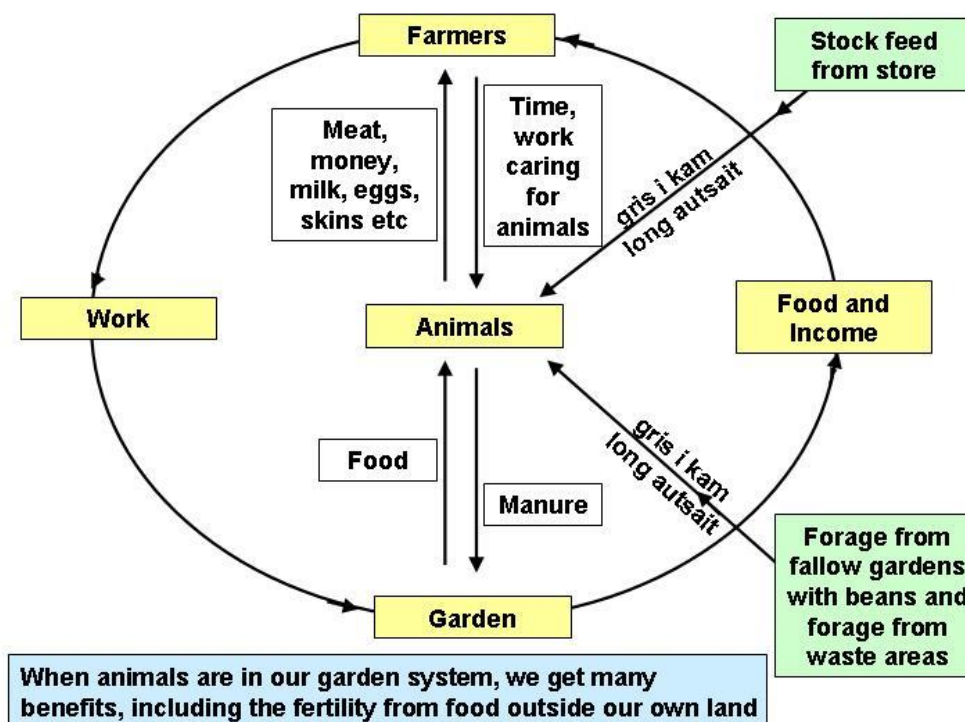 Farmers
Stock feed
from store
Meat,
money,
milk, eggs,
skins etc
Time,
work
caring
for
animals
gris i kam
long autsait
Work
Animals
Food and
Income
Food
Manure
gris i kam
long autsait
Garden
Forage from
fallow gardens
with beans and
forage from
waste areas
When animals are in our garden system, we get many
benefits, including the fertility from food outside our own land